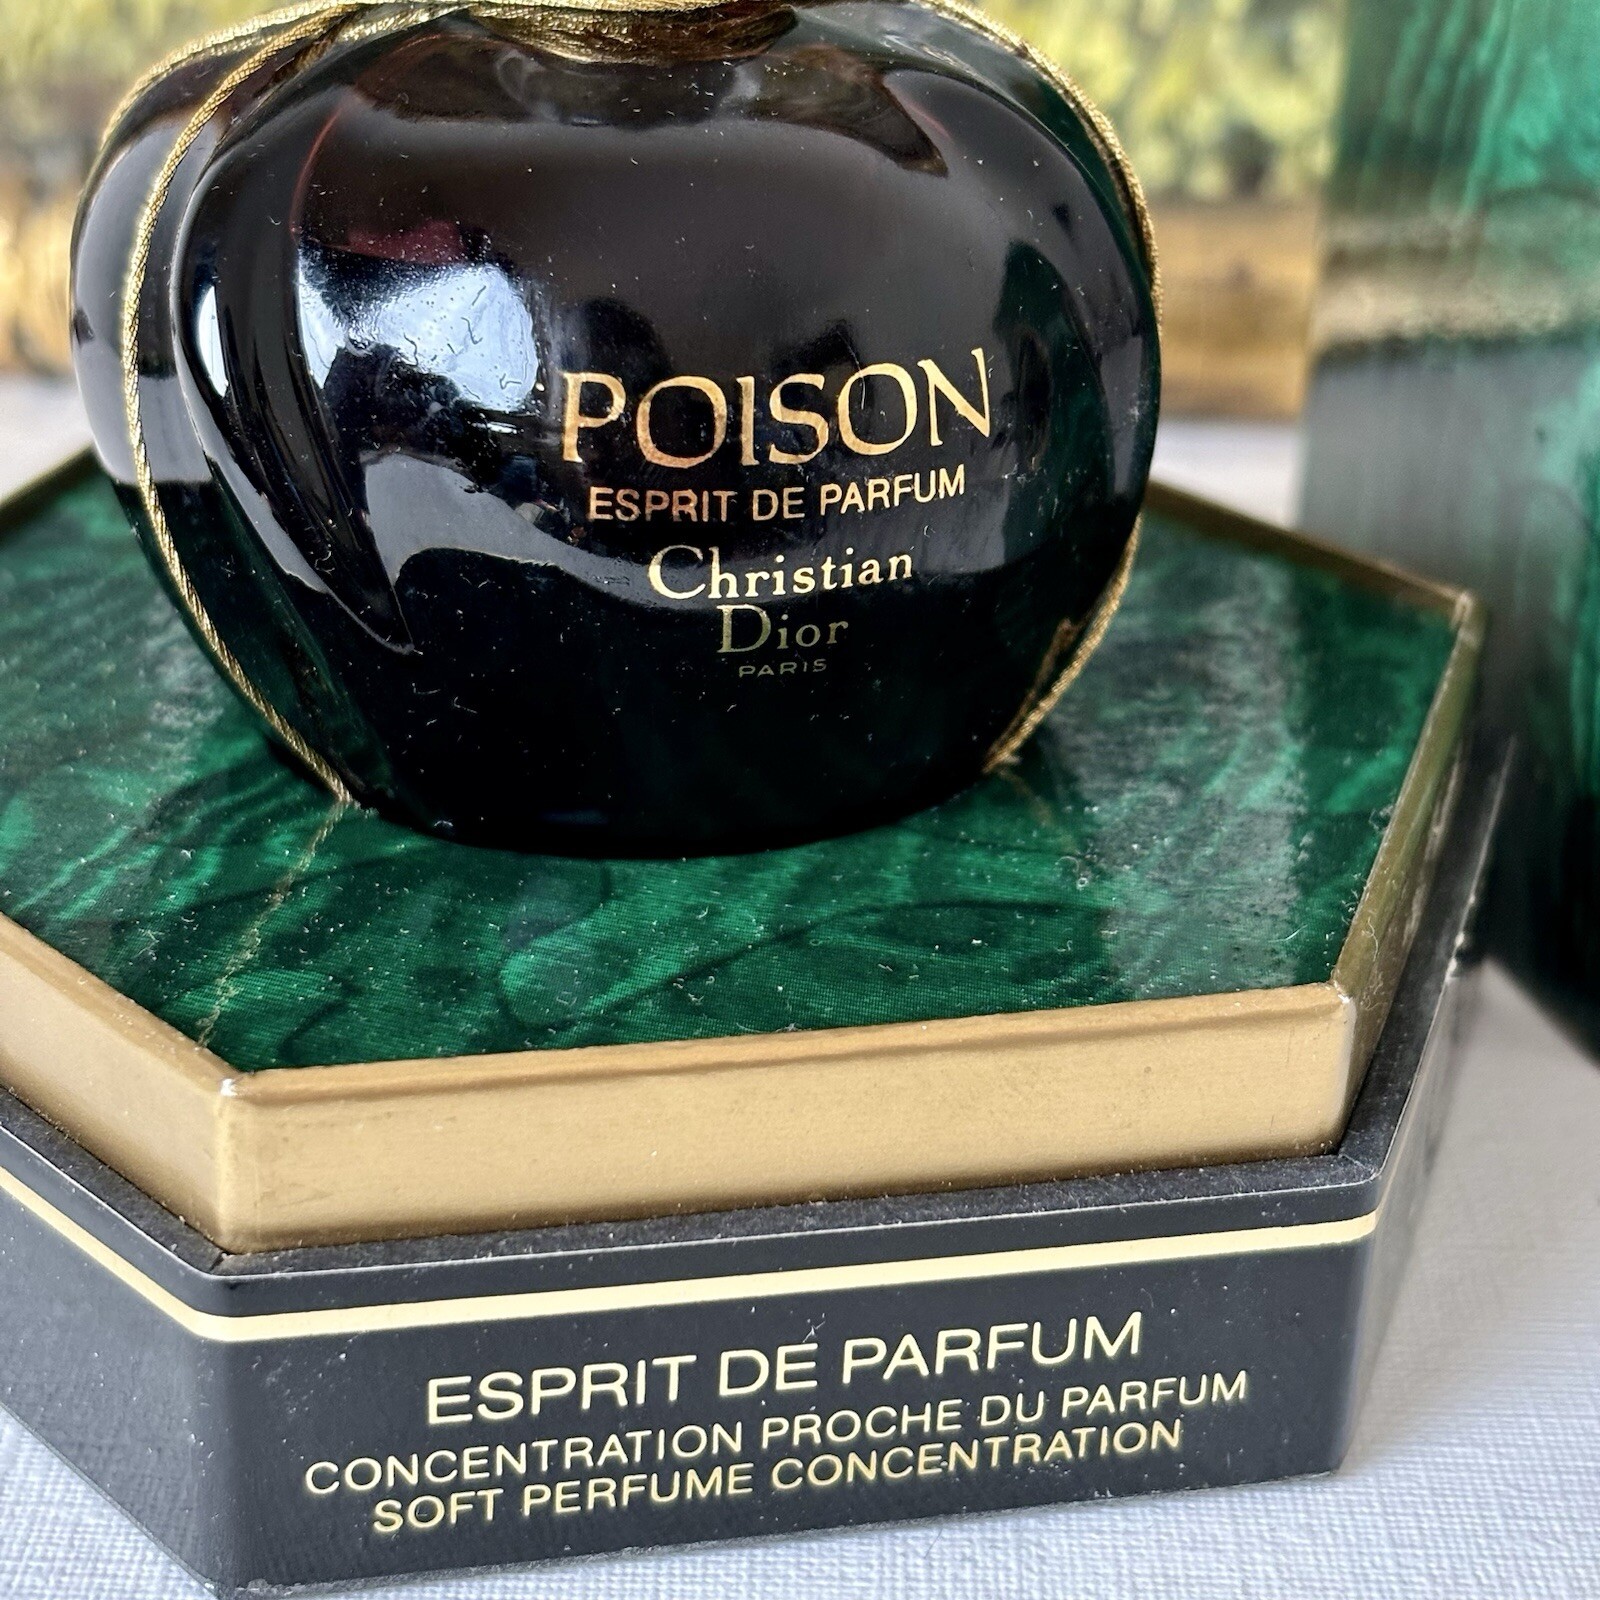 POISON
ESPRIT DE PARFUM
Christian
Dior
PARIS
ESPRIT DE PARFUM
CONCENTRATION PROCHE DU PARFUM
SOFT PERFUME CONCENTRATION